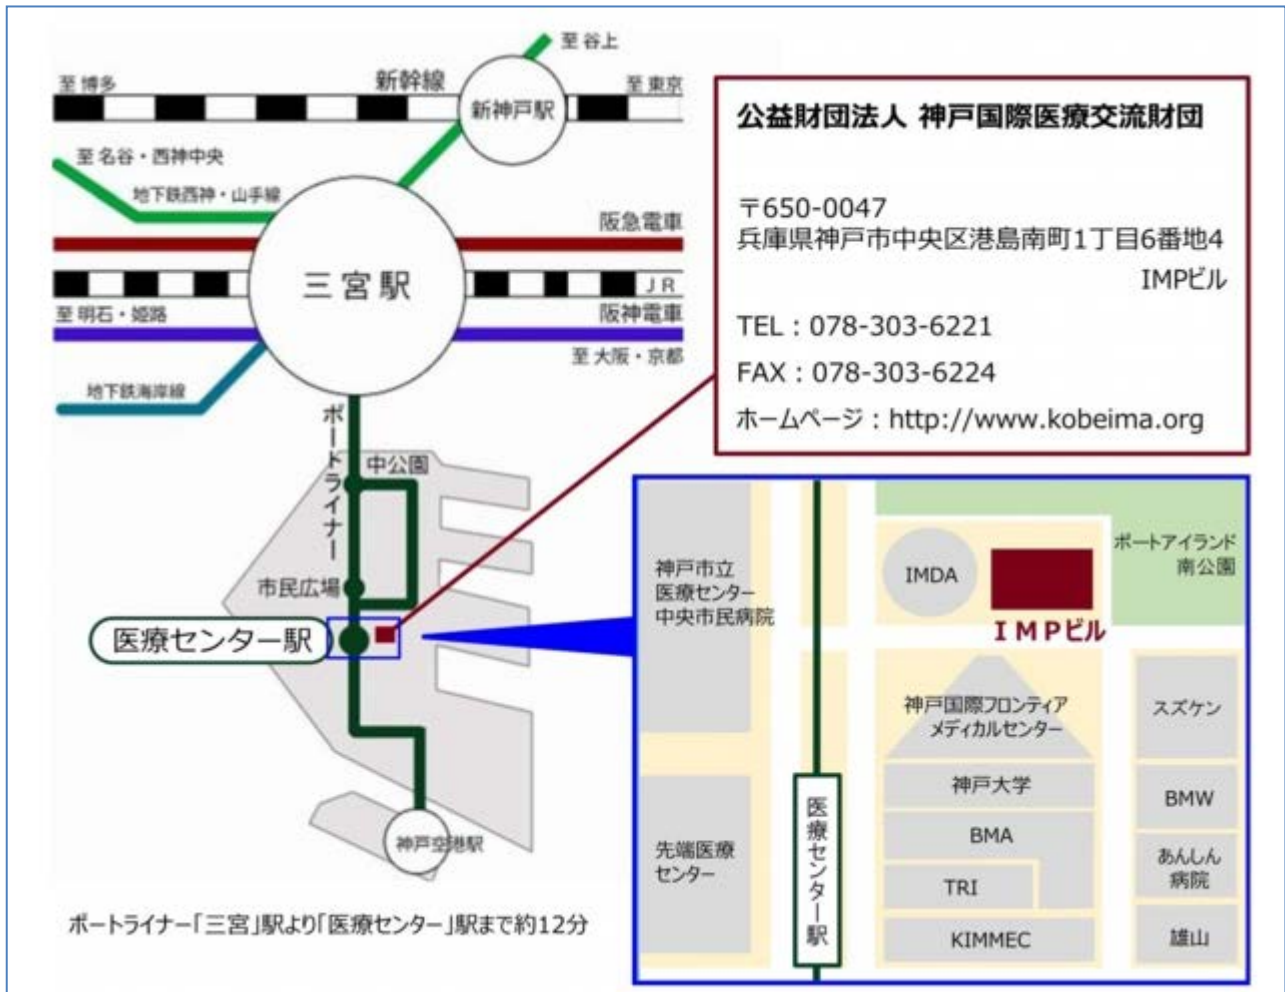 至 谷上
至 博多
新幹線
新神戸駅
至 東京
至 名谷・西神中央
地下鉄西神・山手線
阪急電車
三宮駅
JR
至 明石・姫路
阪神電車
至 大阪・京都
地下鉄海岸線
ポートライナー
中公園
市民広場
医療センター駅
神戸空港駅
ポートライナー「三宮」駅より「医療センター」駅まで約12分
公益財団法人 神戸国際医療交流財団
〒650-0047
兵庫県神戸市中央区港島南町1丁目6番地4
IMPビル
TEL：078-303-6221
FAX：078-303-6224
ホームページ：http://www.kobeima.org
神戸市立
医療センター
中央市民病院
IMDA
ポートアイランド
南公園
ＩＭＰビル
神戸国際フロンティア
メディカルセンター
スズケン
神戸大学
BMW
医療センター駅
BMA
先端医療
センター
あんしん
病院
TRI
KIMMEC
雄山